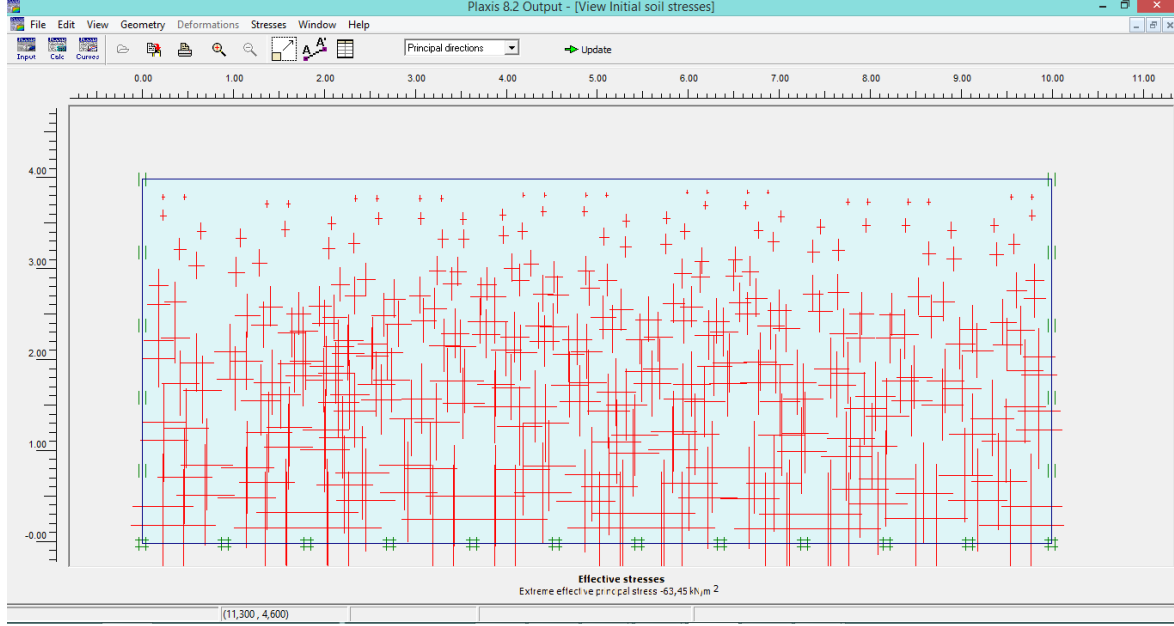 Plaxis 8.2 Output - [View Initial soil stresses]
File Edit View Geometry Deformations Stresses Window Help
Input Calc Curves A A' Principal directions Update
0.00 1.00 2.00 3.00 4.00 5.00 6.00 7.00 8.00 9.00 10.00 11.00
4.00
3.00
2.00
1.00
-0.00
Effective stresses
Extreme effective principal stress -63,45 kN/m 2
(11,300 , 4,600)